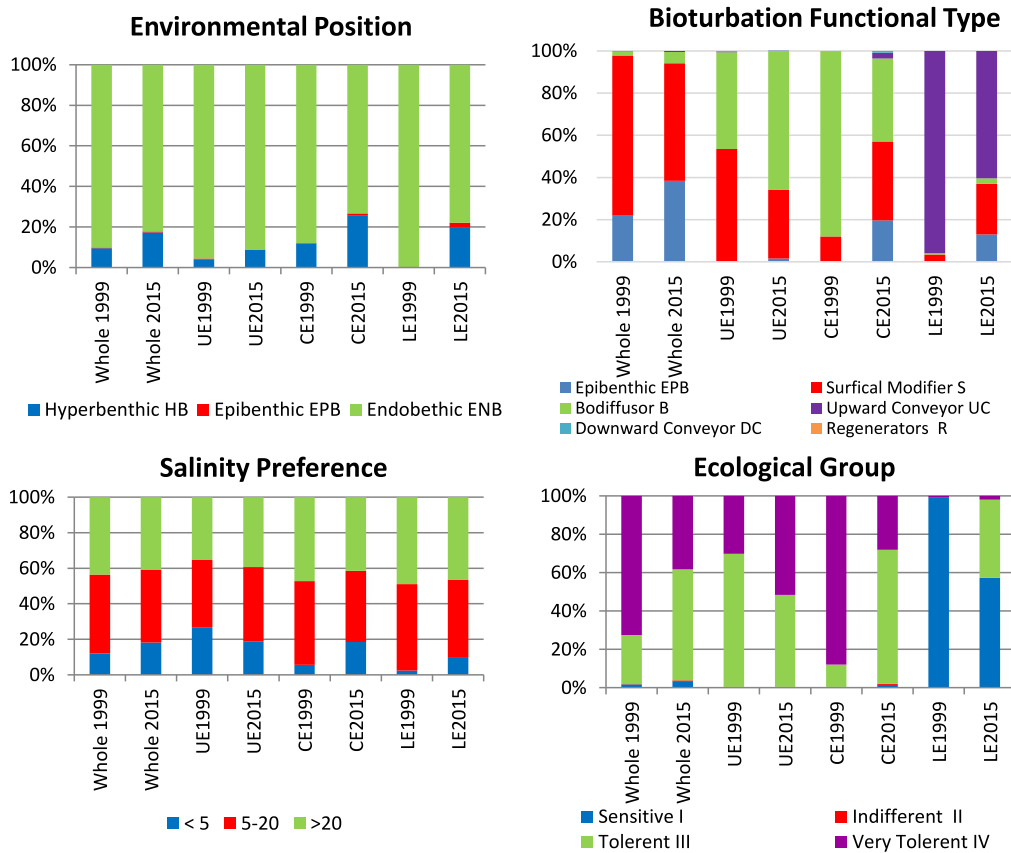 Environmental Position
100%
80%
60%
40%
20%
0%
Whole 1999
Whole 2015
UE1999
UE2015
CE1999
CE2015
LE1999
LE2015
Hyperbenthic HB Epibenthic EPB Endobethic ENB
Bioturbation Functional Type
100%
80%
60%
40%
20%
0%
Whole 1999
Whole 2015
UE1999
UE2015
CE1999
CE2015
LE1999
LE2015
Epibenthic EPB Surfical Modifier S
Bodiffusor B Upward Conveyor UC
Downward Conveyor DC Regenerators R
Salinity Preference
100%
80%
60%
40%
20%
0%
Whole 1999
Whole 2015
UE1999
UE2015
CE1999
CE2015
LE1999
LE2015
< 5 5-20 >20
Ecological Group
100%
80%
60%
40%
20%
0%
Whole 1999
Whole 2015
UE1999
UE2015
CE1999
CE2015
LE1999
LE2015
Sensitive I Indifferent II
Tolerent III Very Tolerent IV